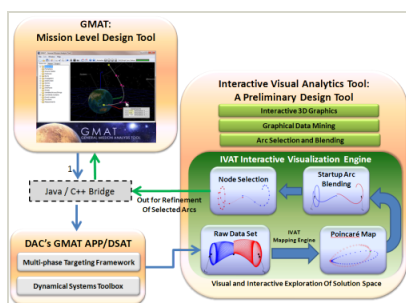 GMAT:
Mission Level Design Tool
GMAT
GENERAL MISSION ANALYSIS TOOL
1
Java / C++ Bridge
DAC's GMAT APP/DSAT
Multi-phase Targeting Framework
Dynamical Systems Toolbox
Interactive Visual Analytics Tool:
A Preliminary Design Tool
Interactive 3D Graphics
Graphical Data Mining
Arc Selection and Blending
IVAT Interactive Visualization Engine
Node Selection
Startup Arc
Blending
Out for Refinement
Of Selected Arcs
Raw Data Set
IVAT
Mapping Engine
Poincaré Map
Visual and Interactive Exploration Of Solution Space